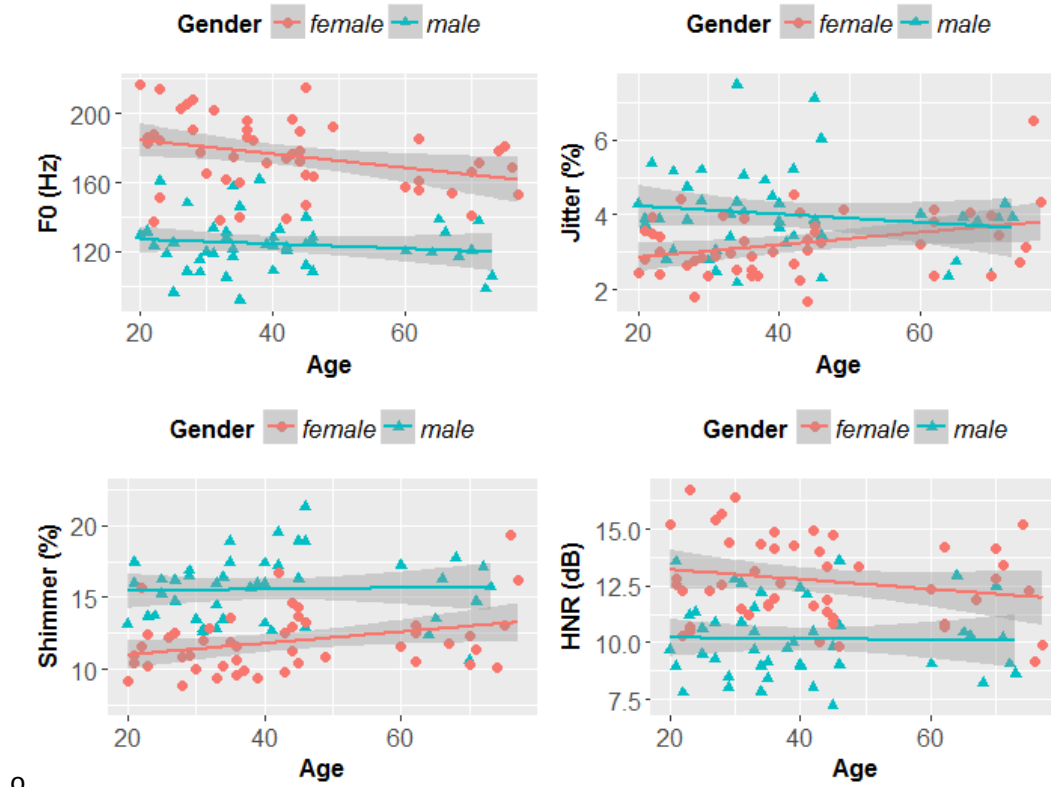 Gender female male
Gender female male
F0 (Hz)
200
160
120
20 40 60
Age
Jitter (%)
6
4
2
20 40 60
Age
Gender female male
Gender female male
Shimmer (%)
20
15
10
20 40 60
Age
HNR (dB)
15.0
12.5
10.0
7.5
20 40 60
Age
o